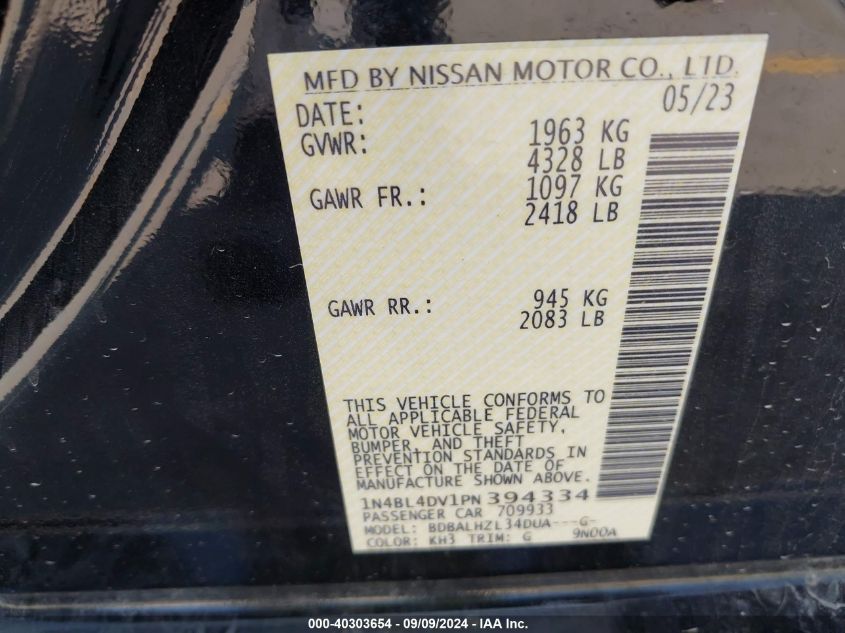 MFD BY NISSAN MOTOR CO., LTD.
DATE: 05/23
GVWR: 1963 KG
4328 LB
GAWR FR.: 1097 KG
2418 LB
GAWR RR.: 945 KG
2083 LB
THIS VEHICLE CONFORMS TO
ALL APPLICABLE FEDERAL
MOTOR VEHICLE SAFETY,
BUMPER, AND THEFT
PREVENTION STANDARDS IN
EFFECT ON THE DATE OF
MANUFACTURE SHOWN ABOVE.
1N4BL4DV1PN394334
PASSENGER CAR 709933
MODEL: BDBALHZL34DUA---G-
COLOR: KH3 TRIM: G 9N00A
000-40303654 - 09/09/2024 - IAA Inc.